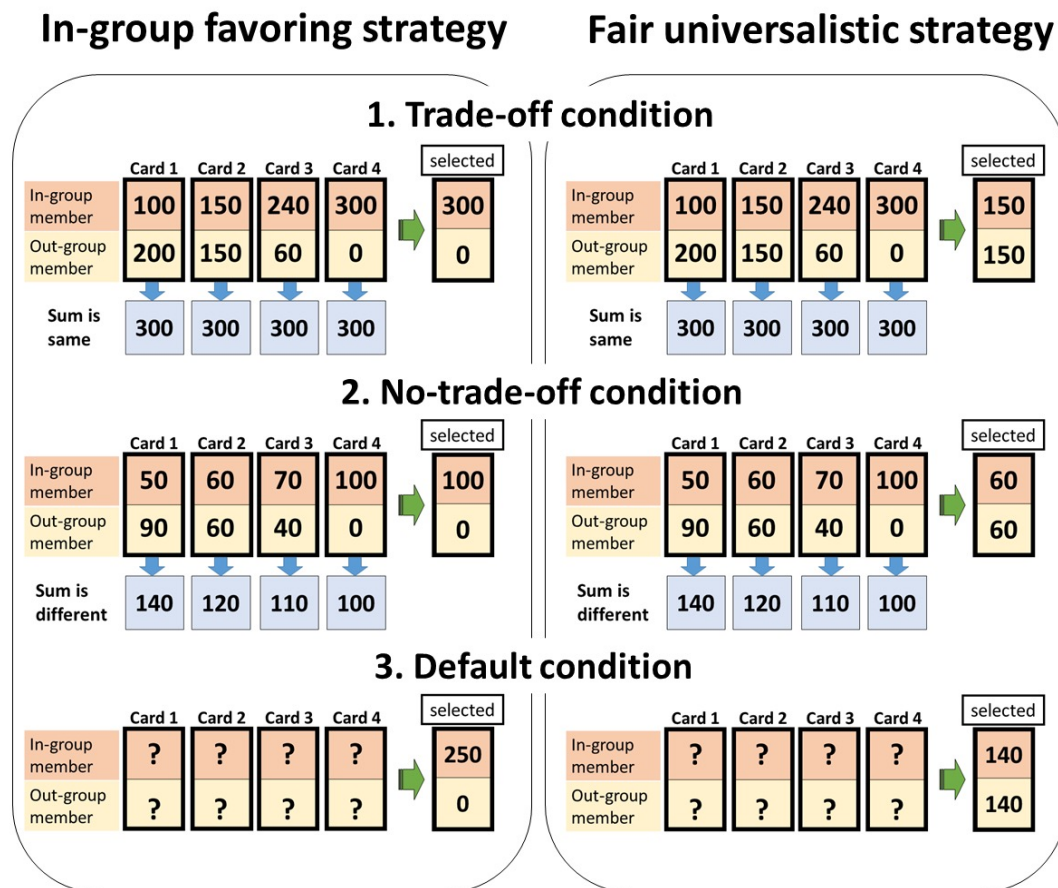 In-group favoring strategy
Fair universalistic strategy
1. Trade-off condition
Card 1 Card 2 Card 3 Card 4 selected
In-group member 100 150 240 300 300
Out-group member 200 150 60 0 0
Sum is same 300 300 300 300
Card 1 Card 2 Card 3 Card 4 selected
In-group member 100 150 240 300 150
Out-group member 200 150 60 0 150
Sum is same 300 300 300 300
2. No-trade-off condition
Card 1 Card 2 Card 3 Card 4 selected
In-group member 50 60 70 100 100
Out-group member 90 60 40 0 0
Sum is different 140 120 110 100
Card 1 Card 2 Card 3 Card 4 selected
In-group member 50 60 70 100 60
Out-group member 90 60 40 0 60
Sum is different 140 120 110 100
3. Default condition
Card 1 Card 2 Card 3 Card 4 selected
In-group member ? ? ? ? 250
Out-group member ? ? ? ? 0
Card 1 Card 2 Card 3 Card 4 selected
In-group member ? ? ? ? 140
Out-group member ? ? ? ? 140